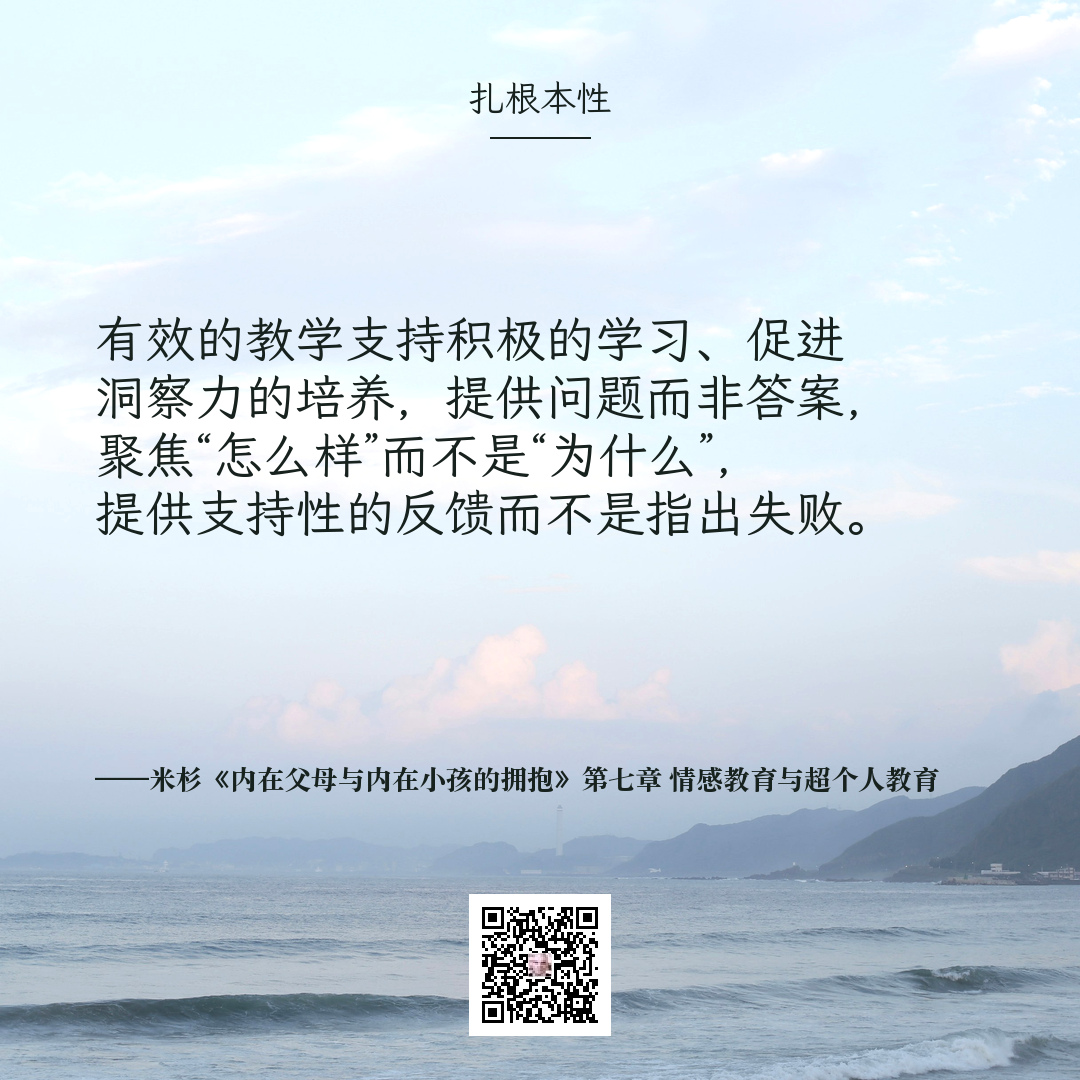 扎根本性
有效的教学支持积极的学习、促进
洞察力的培养，提供问题而非答案，
聚焦“怎么样”而不是“为什么”，
提供支持性的反馈而不是指出失败。
——米杉《内在父母与内在小孩的拥抱》第七章 情感教育与超个人教育